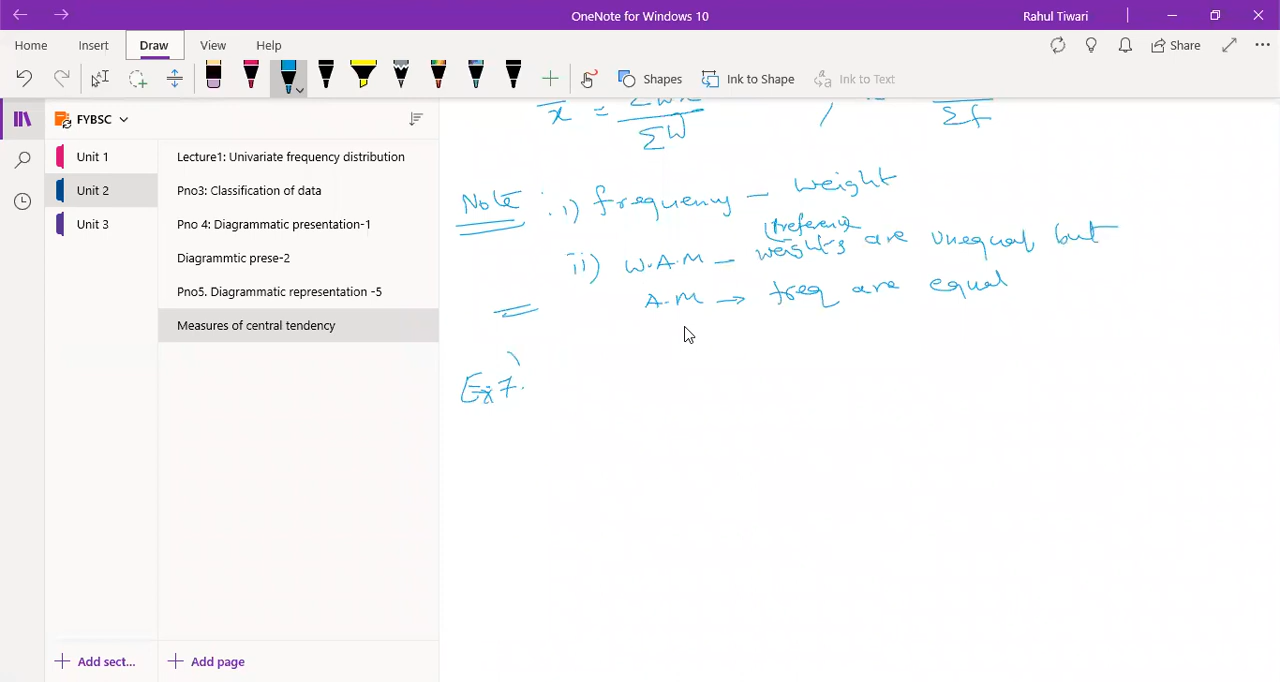 OneNote for Windows 10
Rahul Tiwari
Home Insert Draw View Help
Share
Shapes Ink to Shape Ink to Text
FYBSC
Unit 1
Unit 2
Unit 3
Lecture1: Univariate frequency distribution
Pno3: Classification of data
Pno 4: Diagrammatic presentation-1
Diagrammtic prese-2
Pno5. Diagrammatic representation -5
Measures of central tendency
Add sect...
Add page
x̄ = ΣWx / ΣW ,
Σf
Note : i) frequency – weight
(frequency
ii) W.A.M – weights are unequal but
A.M → freq are equal
Ex 7.